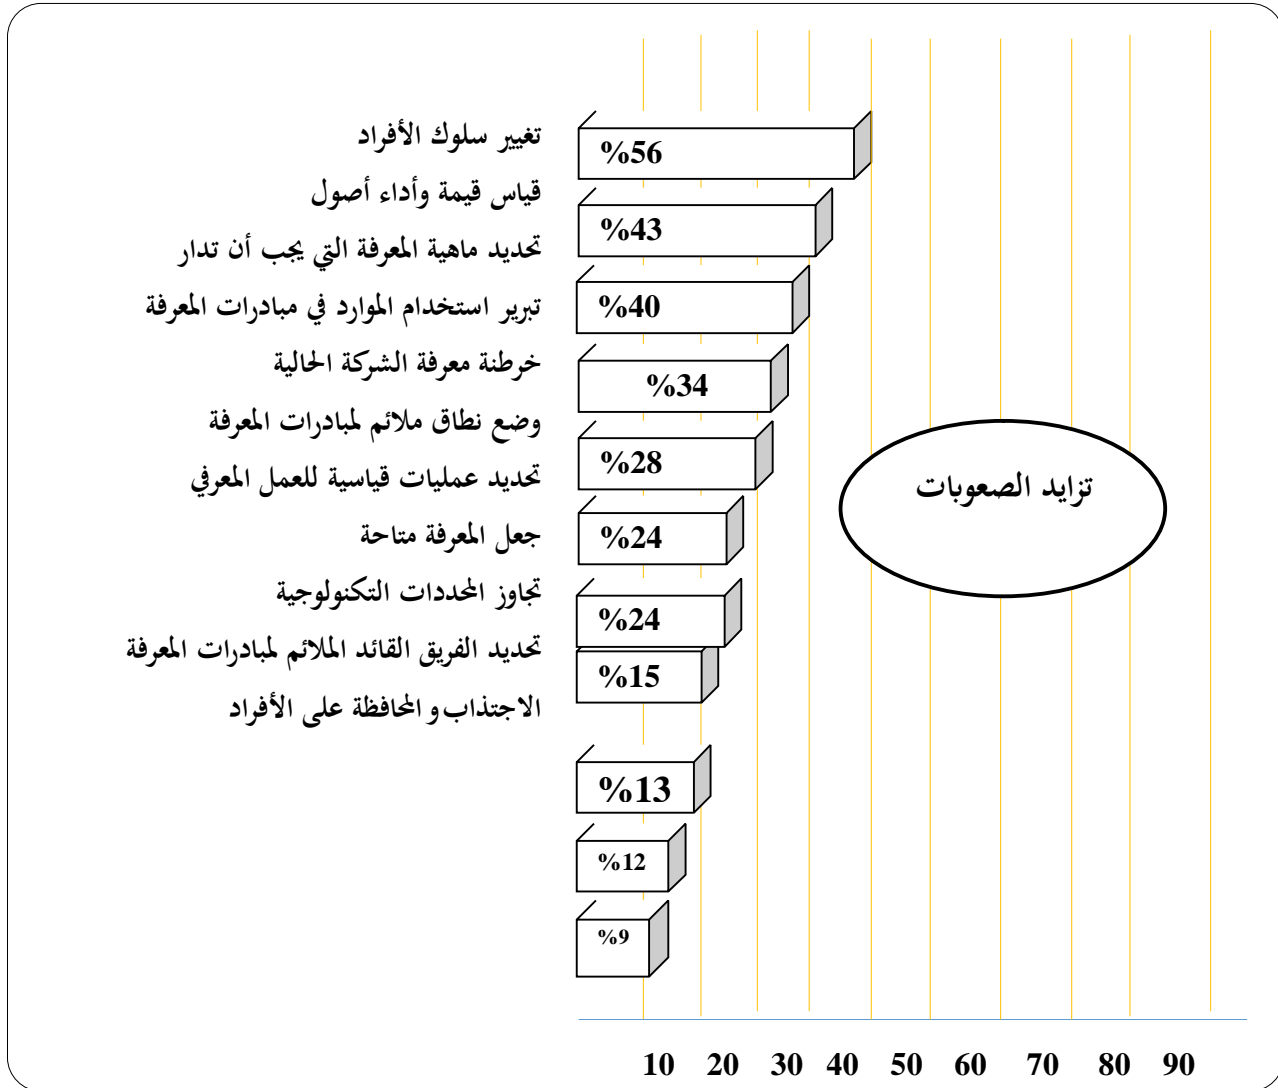 تغيير سلوك الأفراد
قياس قيمة وأداء أصول
تحديد ماهية المعرفة التي يجب أن تدار
تبرير استخدام الموارد في مبادرات المعرفة
خرطنة معرفة الشركة الحالية
وضع نطاق ملائم لمبادرات المعرفة
تحديد عمليات قياسية للعمل المعرفي
جعل المعرفة متاحة
تجاوز المحددات التكنولوجية
تحديد الفريق القائد الملائم لمبادرات المعرفة
الاجتذاب و المحافظة على الأفراد
%56
%43
%40
%34
%28
%24
%24
%15
%13
%12
%9
تزايد الصعوبات
10 20 30 40 50 60 70 80 90